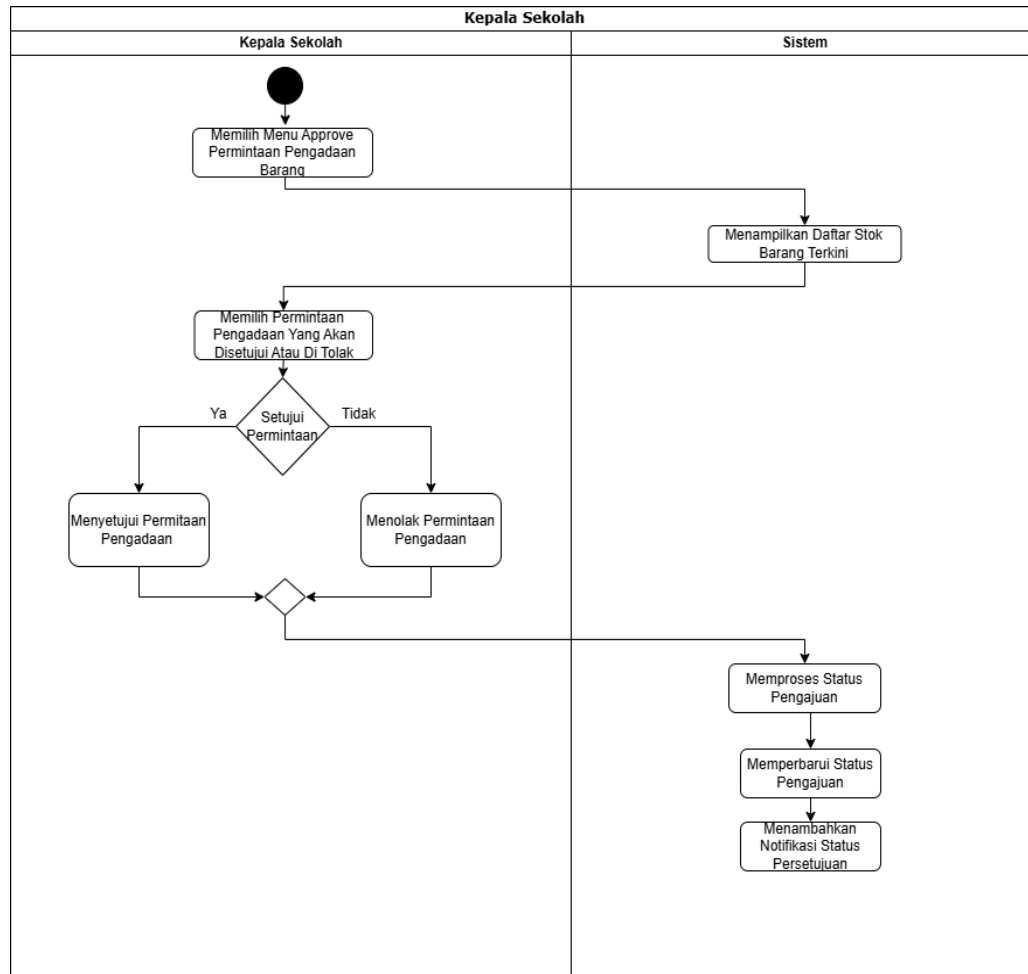 Kepala Sekolah
Kepala Sekolah
Sistem
Memilih Menu Approve
Permintaan Pengadaan
Barang
Menampilkan Daftar Stok
Barang Terkini
Memilih Permintaan
Pengadaan Yang Akan
Disetujui Atau Di Tolak
Ya
Setujui
Permintaan
Tidak
Menyetujui Permitaan
Pengadaan
Menolak Permintaan
Pengadaan
Memproses Status
Pengajuan
Memperbarui Status
Pengajuan
Menambahkan
Notifikasi Status
Persetujuan